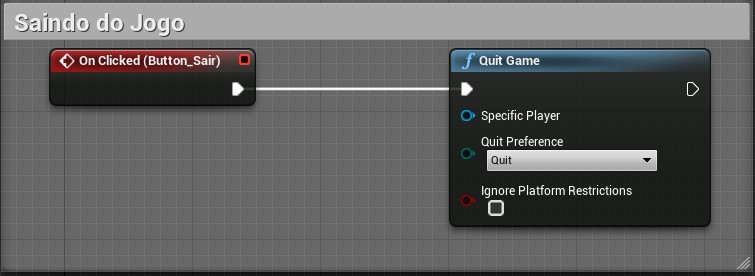 Saindo do Jogo
On Clicked (Button_Sair)
Quit Game
Specific Player
Quit Preference
Quit
Ignore Platform Restrictions